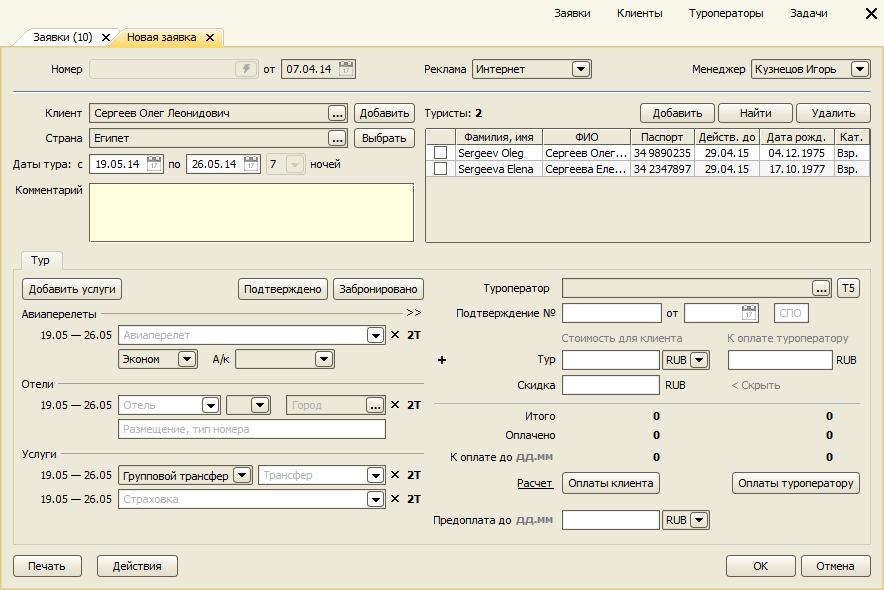 Заявки Клиенты Туроператоры Задачи
Заявки (10) Новая заявка
Номер от 07.04.14 Реклама Интернет Менеджер Кузнецов Игорь
Клиент Сергеев Олег Леонидович ... Добавить Туристы: 2 Добавить Найти Удалить
Страна Египет ... Выбрать
Фамилия, имя ФИО Паспорт Действ. до Дата рожд. Кат.
Sergeev Oleg Сергеев Олег... 34 9890235 29.04.15 04.12.1975 Взр.
Sergeeva Elena Сергеева Еле... 34 2347897 29.04.15 17.10.1977 Взр.
Даты тура: с 19.05.14 по 26.05.14 7 ночей
Комментарий
Тур
Добавить услуги Подтверждено Забронировано
Авиаперелеты >>
19.05 — 26.05 Авиаперелет 2Т
Эконом А/к
Отели
19.05 — 26.05 Отель Город ... 2Т
Размещение, тип номера
Услуги
19.05 — 26.05 Групповой трансфер Трансфер 2Т
19.05 — 26.05 Страховка 2Т
Туроператор ... Т5
Подтверждение № от СПО
Стоимость для клиента К оплате туроператору
+ Тур RUB RUB
Скидка RUB < Скрыть
Итого 0 0
Оплачено 0 0
К оплате до ДД.мм 0 0
Расчет Оплаты клиента Оплаты туроператору
Предоплата до ДД.мм RUB
Печать Действия ОК Отмена